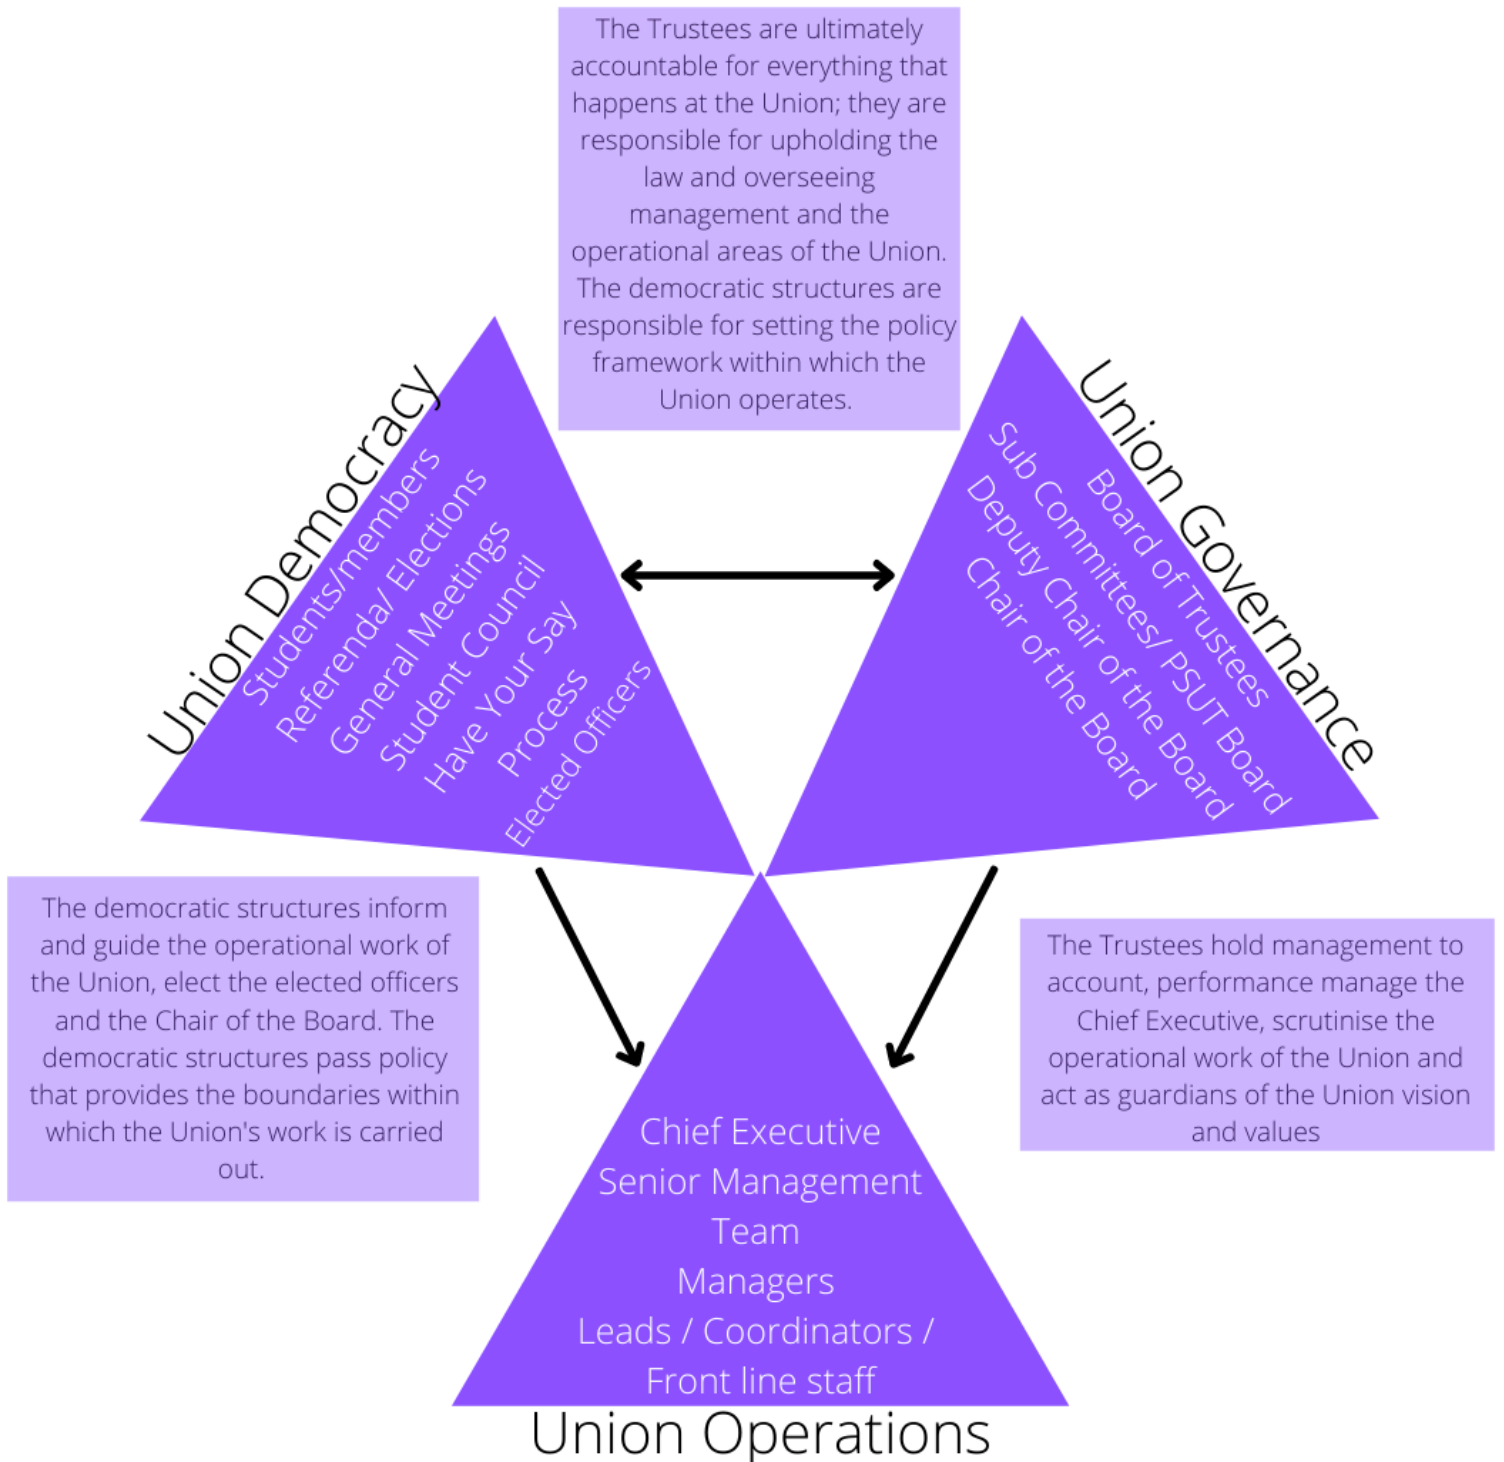 The Trustees are ultimately
accountable for everything that
happens at the Union; they are
responsible for upholding the
law and overseeing
management and the
operational areas of the Union.
The democratic structures are
responsible for setting the policy
framework within which the
Union operates.
Union Democracy
Students/members
Referenda/ Elections
General Meetings
Student Council
Have Your Say
Process
Elected Officers
Union Governance
Board of Trustees
Sub Committees/ PSUT Board
Deputy Chair of the Board
Chair of the Board
The democratic structures inform
and guide the operational work of
the Union, elect the elected officers
and the Chair of the Board. The
democratic structures pass policy
that provides the boundaries within
which the Union's work is carried
out.
The Trustees hold management to
account, performance manage the
Chief Executive, scrutinise the
operational work of the Union and
act as guardians of the Union vision
and values
Chief Executive
Senior Management
Team
Managers
Leads / Coordinators /
Front line staff
Union Operations